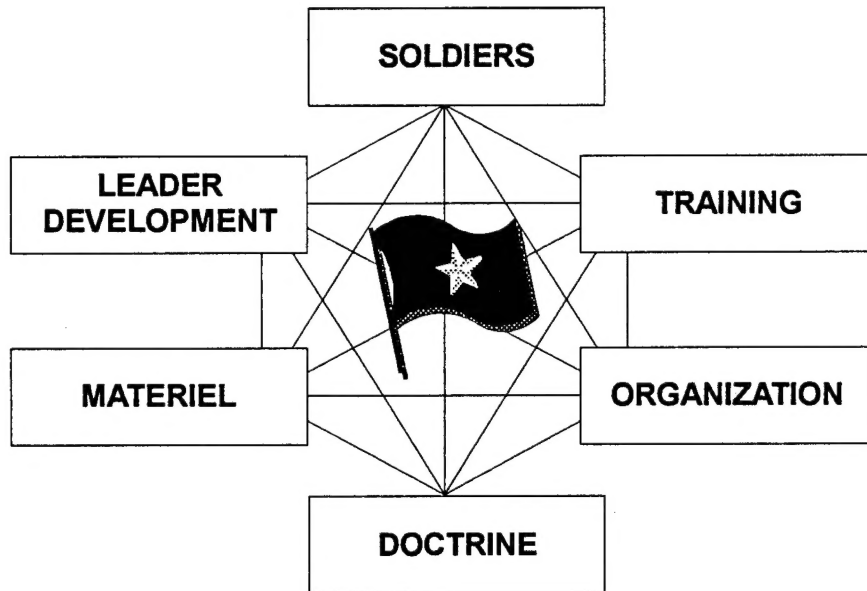 SOLDIERS
LEADER
DEVELOPMENT
TRAINING
MATERIEL
ORGANIZATION
DOCTRINE